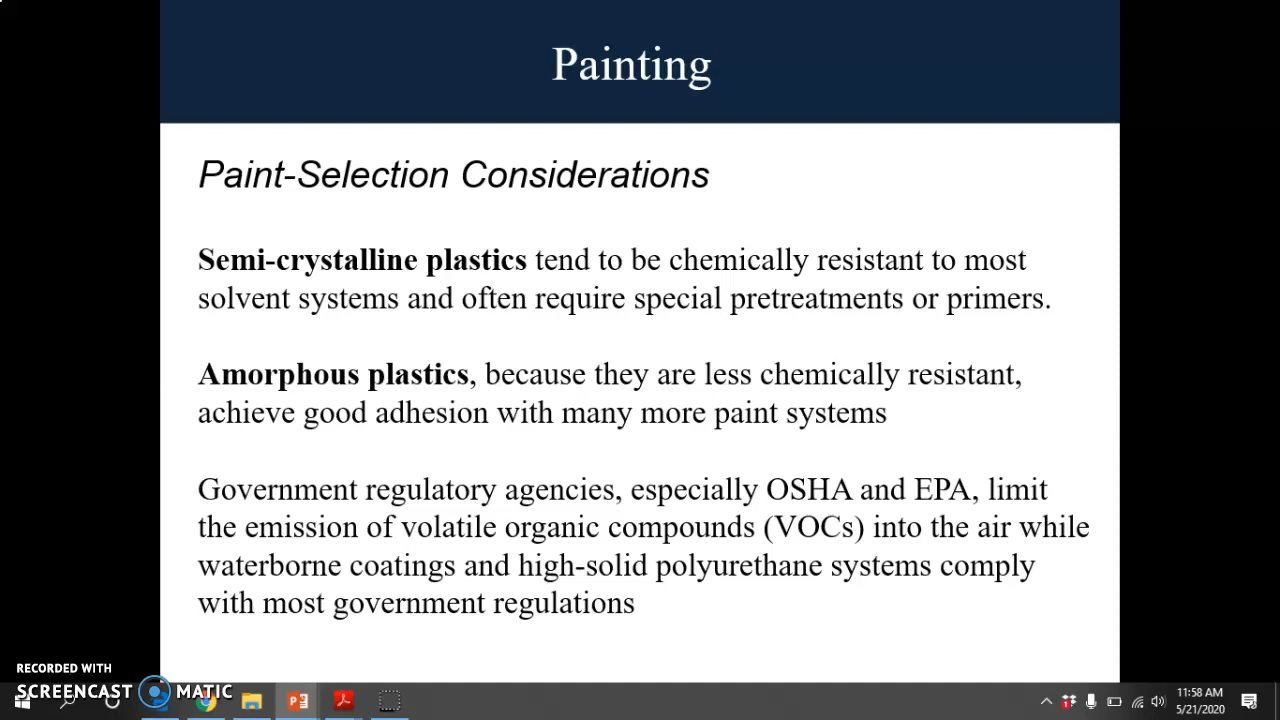 Painting
Paint-Selection Considerations
Semi-crystalline plastics tend to be chemically resistant to most
solvent systems and often require special pretreatments or primers.
Amorphous plastics, because they are less chemically resistant,
achieve good adhesion with many more paint systems
Government regulatory agencies, especially OSHA and EPA, limit
the emission of volatile organic compounds (VOCs) into the air while
waterborne coatings and high-solid polyurethane systems comply
with most government regulations
RECORDED WITH
SCREENCAST MATIC
11:58 AM
5/21/2020